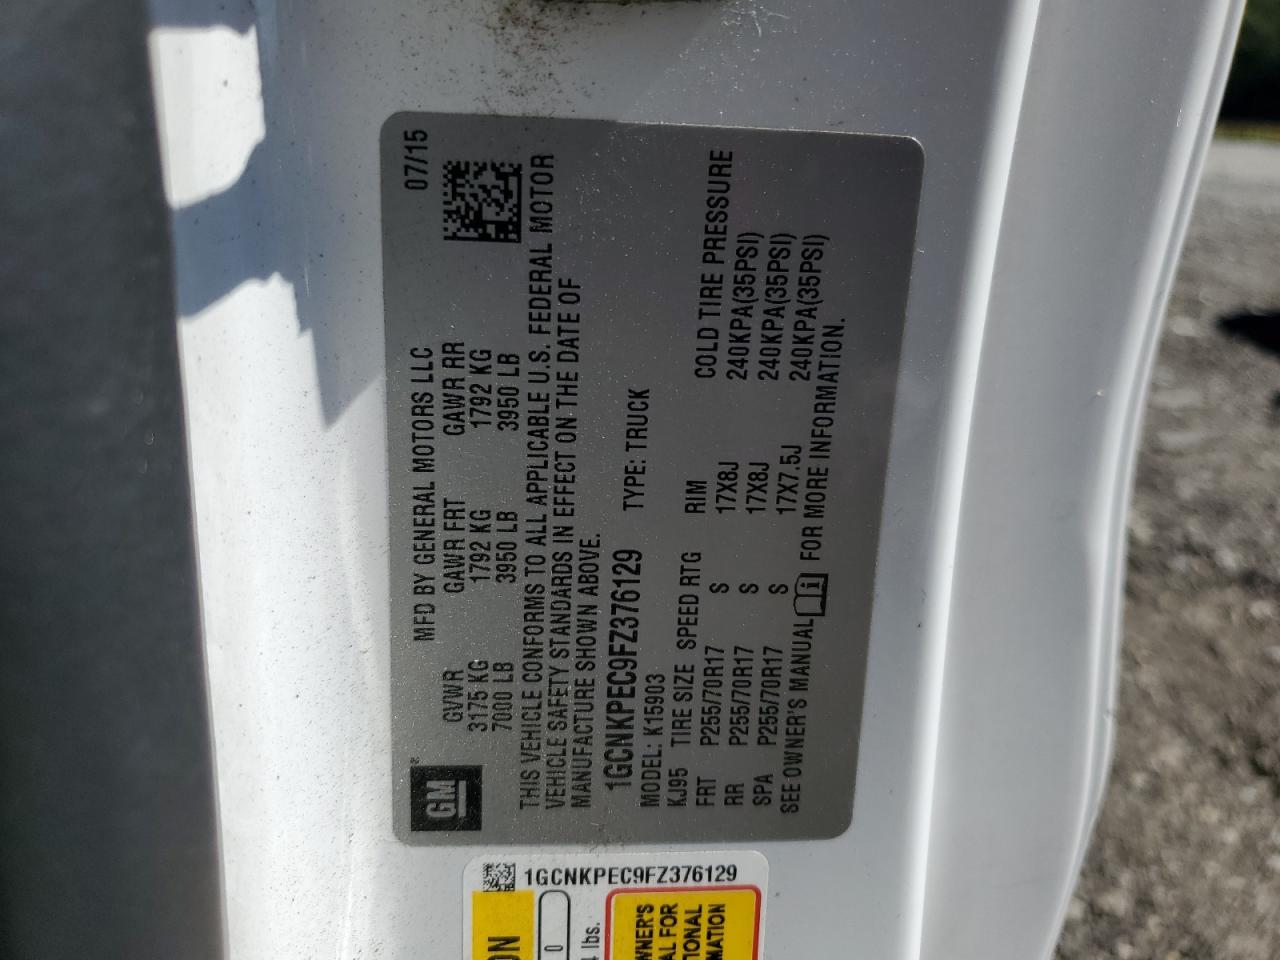 GM
MFD BY GENERAL MOTORS LLC 07/15
GVWR GAWR FRT GAWR RR
3175 KG 1792 KG 1792 KG
7000 LB 3950 LB 3950 LB
THIS VEHICLE CONFORMS TO ALL APPLICABLE U.S. FEDERAL MOTOR
VEHICLE SAFETY STANDARDS IN EFFECT ON THE DATE OF
MANUFACTURE SHOWN ABOVE.
1GCNKPEC9FZ376129 TYPE: TRUCK
MODEL: K15903
KJ95 TIRE SIZE SPEED RTG RIM COLD TIRE PRESSURE
FRT P255/70R17 S 17X8J 240KPA(35PSI)
RR P255/70R17 S 17X8J 240KPA(35PSI)
SPA P255/70R17 S 17X7.5J 240KPA(35PSI)
SEE OWNER'S MANUAL FOR MORE INFORMATION.
1GCNKPEC9FZ376129
0
lbs.